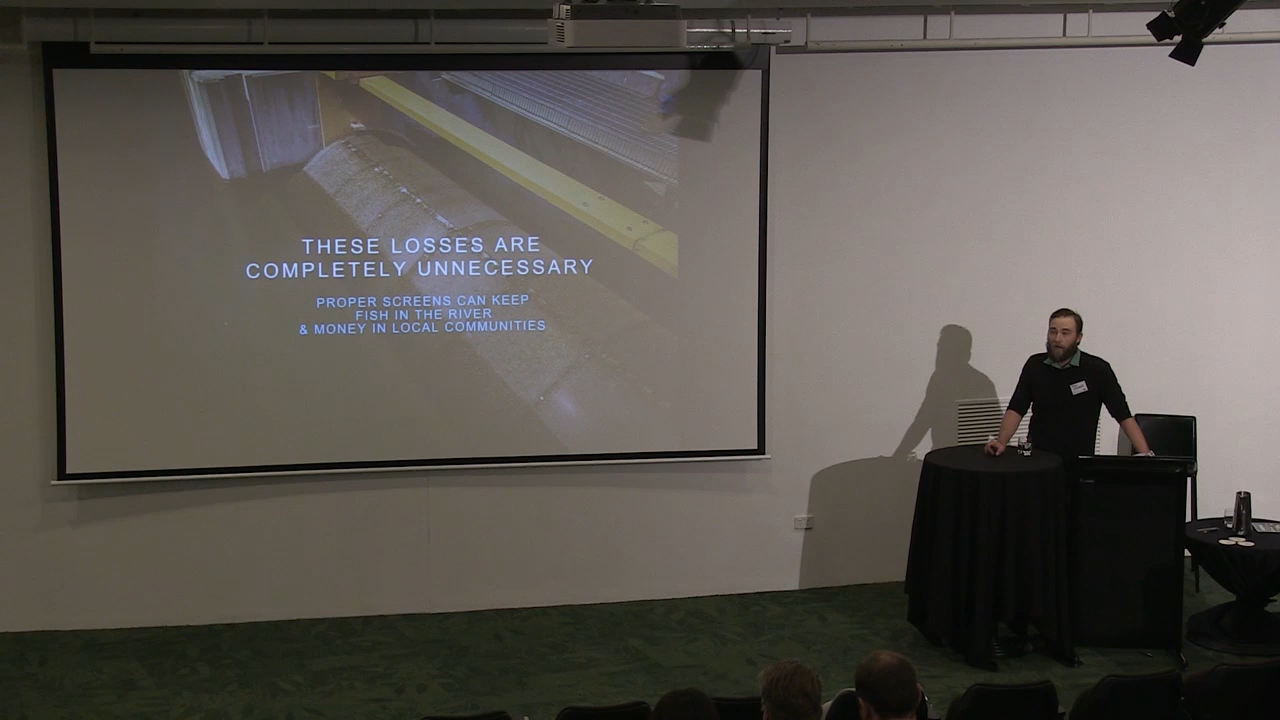 THESE LOSSES ARE
COMPLETELY UNNECESSARY
PROPER SCREENS CAN KEEP
FISH IN THE RIVER
& MONEY IN LOCAL COMMUNITIES